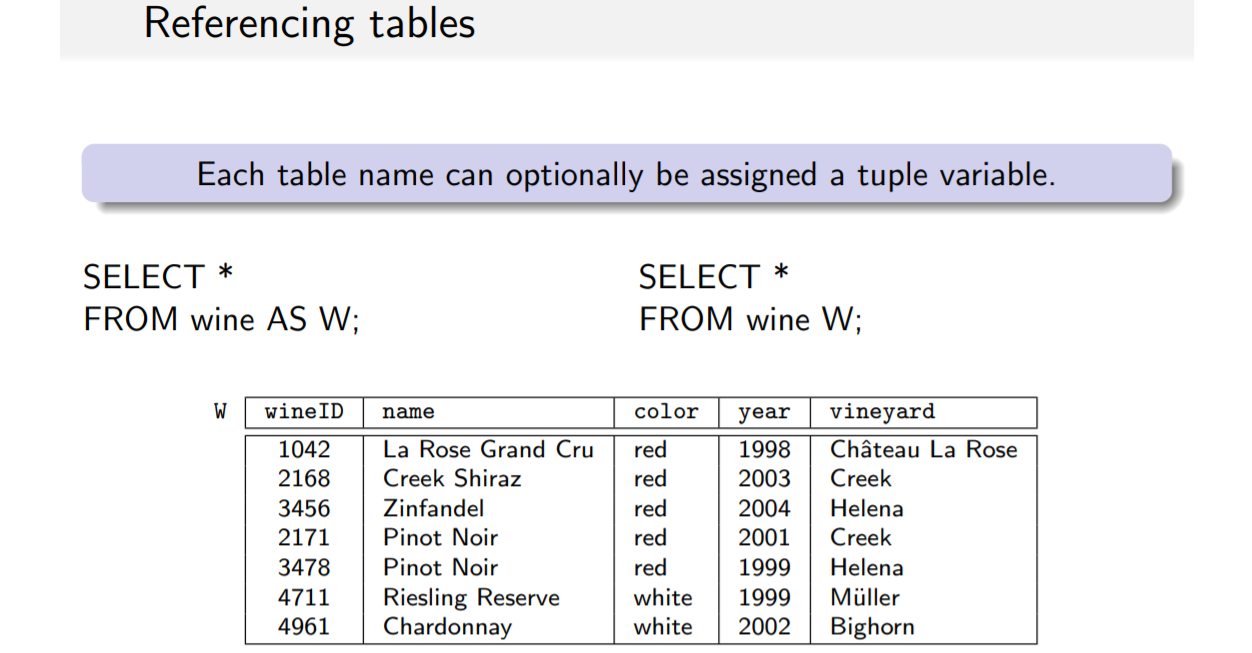 Referencing tables
Each table name can optionally be assigned a tuple variable.
SELECT *
FROM wine AS W;
SELECT *
FROM wine W;
W wineID name color year vineyard
1042 La Rose Grand Cru red 1998 Château La Rose
2168 Creek Shiraz red 2003 Creek
3456 Zinfandel red 2004 Helena
2171 Pinot Noir red 2001 Creek
3478 Pinot Noir red 1999 Helena
4711 Riesling Reserve white 1999 Müller
4961 Chardonnay white 2002 Bighorn